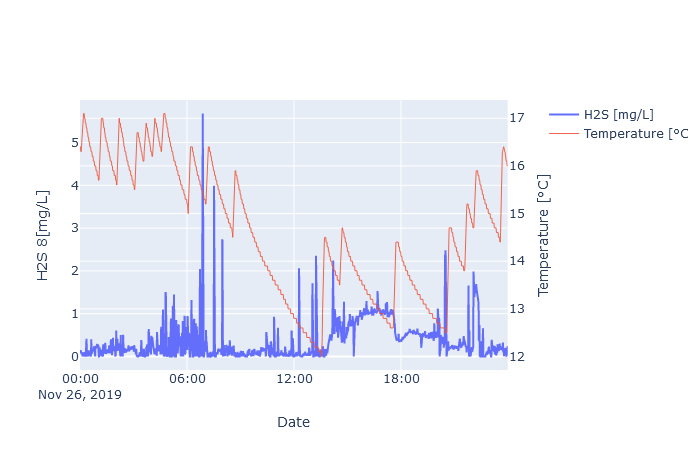 H2S [mg/L]
Temperature [°C
17
5
16
4
15
3
14
2
13
1
12
0
H2S 8[mg/L]
Temperature [°C]
00:00 06:00 12:00 18:00
Nov 26, 2019
Date